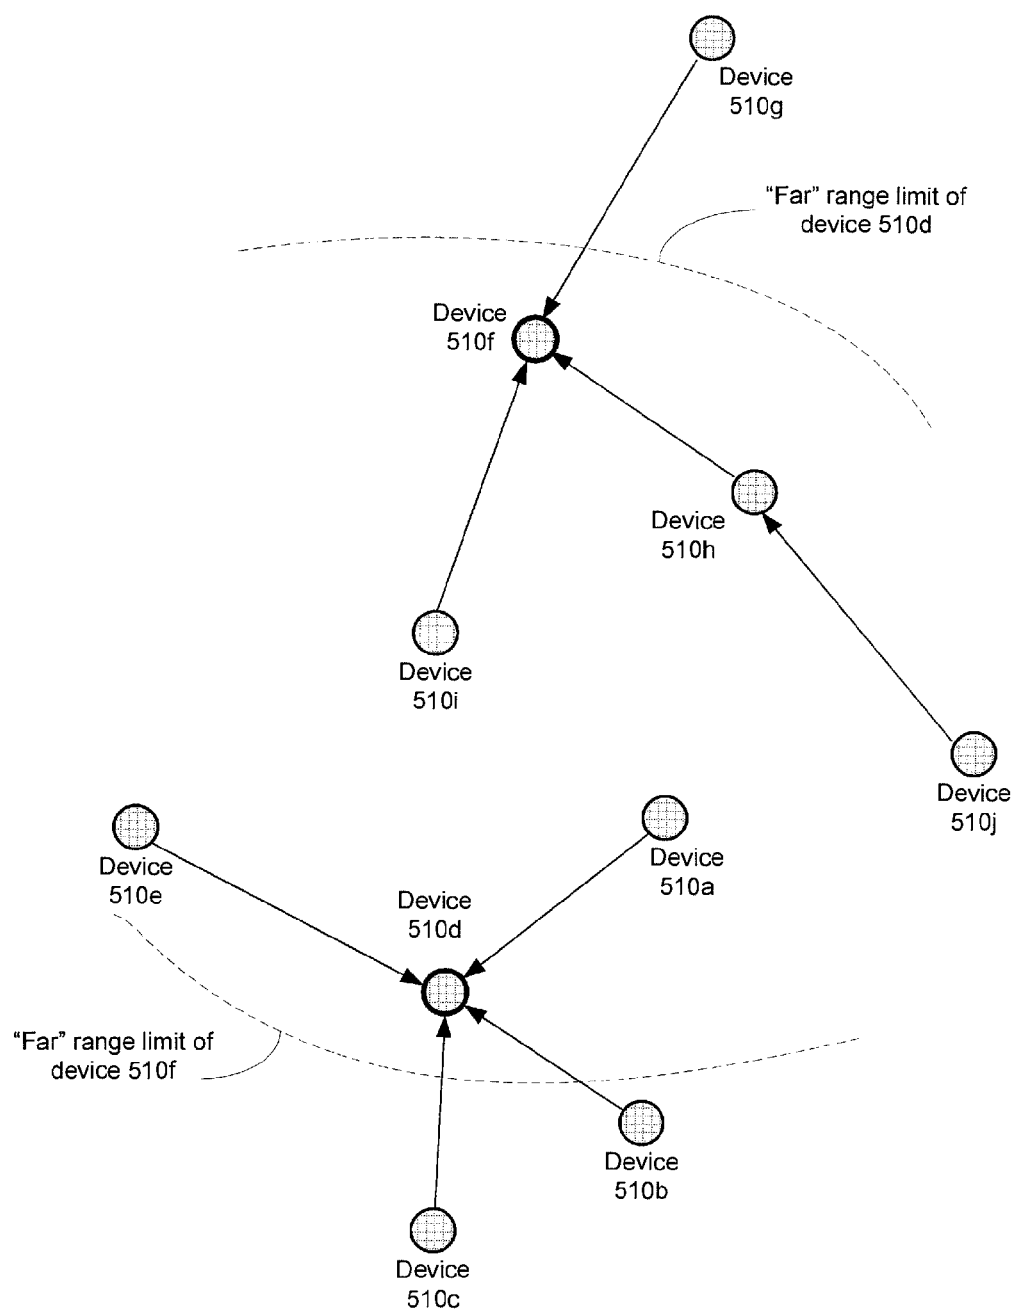 Device
510g
“Far” range limit of
device 510d
Device
510f
Device
510h
Device
510i
Device
510j
Device
510e
Device
510a
Device
510d
“Far” range limit of
device 510f
Device
510b
Device
510c